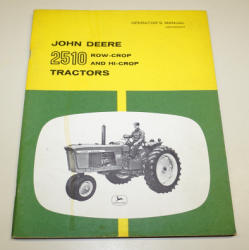 OPERATOR'S MANUAL
JOHN DEERE
2510 ROW-CROP
AND HI-CROP
TRACTORS